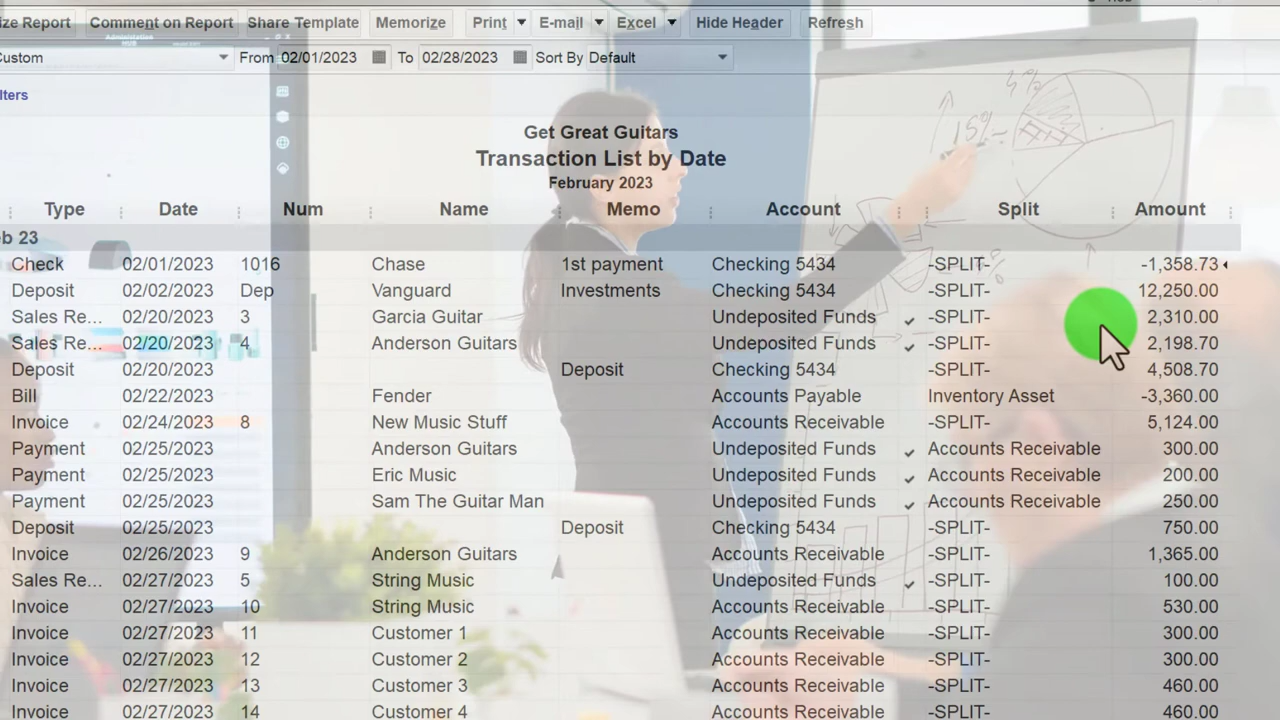 ize Report Comment on Report Share Template Memorize Print E-mail Excel Hide Header Refresh
Custom From 02/01/2023 To 02/28/2023 Sort By Default
lters
Get Great Guitars
Transaction List by Date
February 2023
Type Date Num Name Memo Account Split Amount
eb 23
Check 02/01/2023 1016 Chase 1st payment Checking 5434 -SPLIT- -1,358.73
Deposit 02/02/2023 Dep Vanguard Investments Checking 5434 -SPLIT- 12,250.00
Sales Re... 02/20/2023 3 Garcia Guitar Undeposited Funds -SPLIT- 2,310.00
Sales Re... 02/20/2023 4 Anderson Guitars Undeposited Funds -SPLIT- 2,198.70
Deposit 02/20/2023 Deposit Checking 5434 -SPLIT- 4,508.70
Bill 02/22/2023 Fender Accounts Payable Inventory Asset -3,360.00
Invoice 02/24/2023 8 New Music Stuff Accounts Receivable -SPLIT- 5,124.00
Payment 02/25/2023 Anderson Guitars Undeposited Funds Accounts Receivable 300.00
Payment 02/25/2023 Eric Music Undeposited Funds Accounts Receivable 200.00
Payment 02/25/2023 Sam The Guitar Man Undeposited Funds Accounts Receivable 250.00
Deposit 02/25/2023 Deposit Checking 5434 -SPLIT- 750.00
Invoice 02/26/2023 9 Anderson Guitars Accounts Receivable -SPLIT- 1,365.00
Sales Re... 02/27/2023 5 String Music Undeposited Funds -SPLIT- 100.00
Invoice 02/27/2023 10 String Music Accounts Receivable -SPLIT- 530.00
Invoice 02/27/2023 11 Customer 1 Accounts Receivable -SPLIT- 300.00
Invoice 02/27/2023 12 Customer 2 Accounts Receivable -SPLIT- 300.00
Invoice 02/27/2023 13 Customer 3 Accounts Receivable -SPLIT- 460.00
Invoice 02/27/2023 14 Customer 4 Accounts Receivable -SPLIT- 460.00
15%